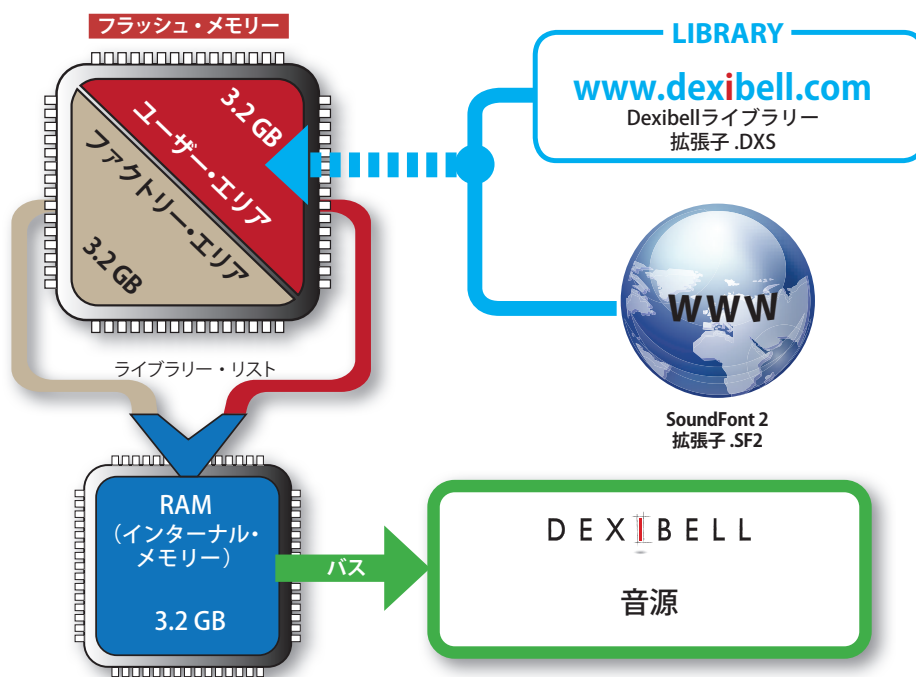 フラッシュ・メモリー
3.2 GB
ユーザー・エリア
ファクトリー・エリア
3.2 GB
LIBRARY
www.dexibell.com
Dexibellライブラリー
拡張子 .DXS
WWW
SoundFont 2
拡張子 .SF2
ライブラリー・リスト
RAM
(インターナル・
メモリー)
3.2 GB
バス
DEXIBELL
音源